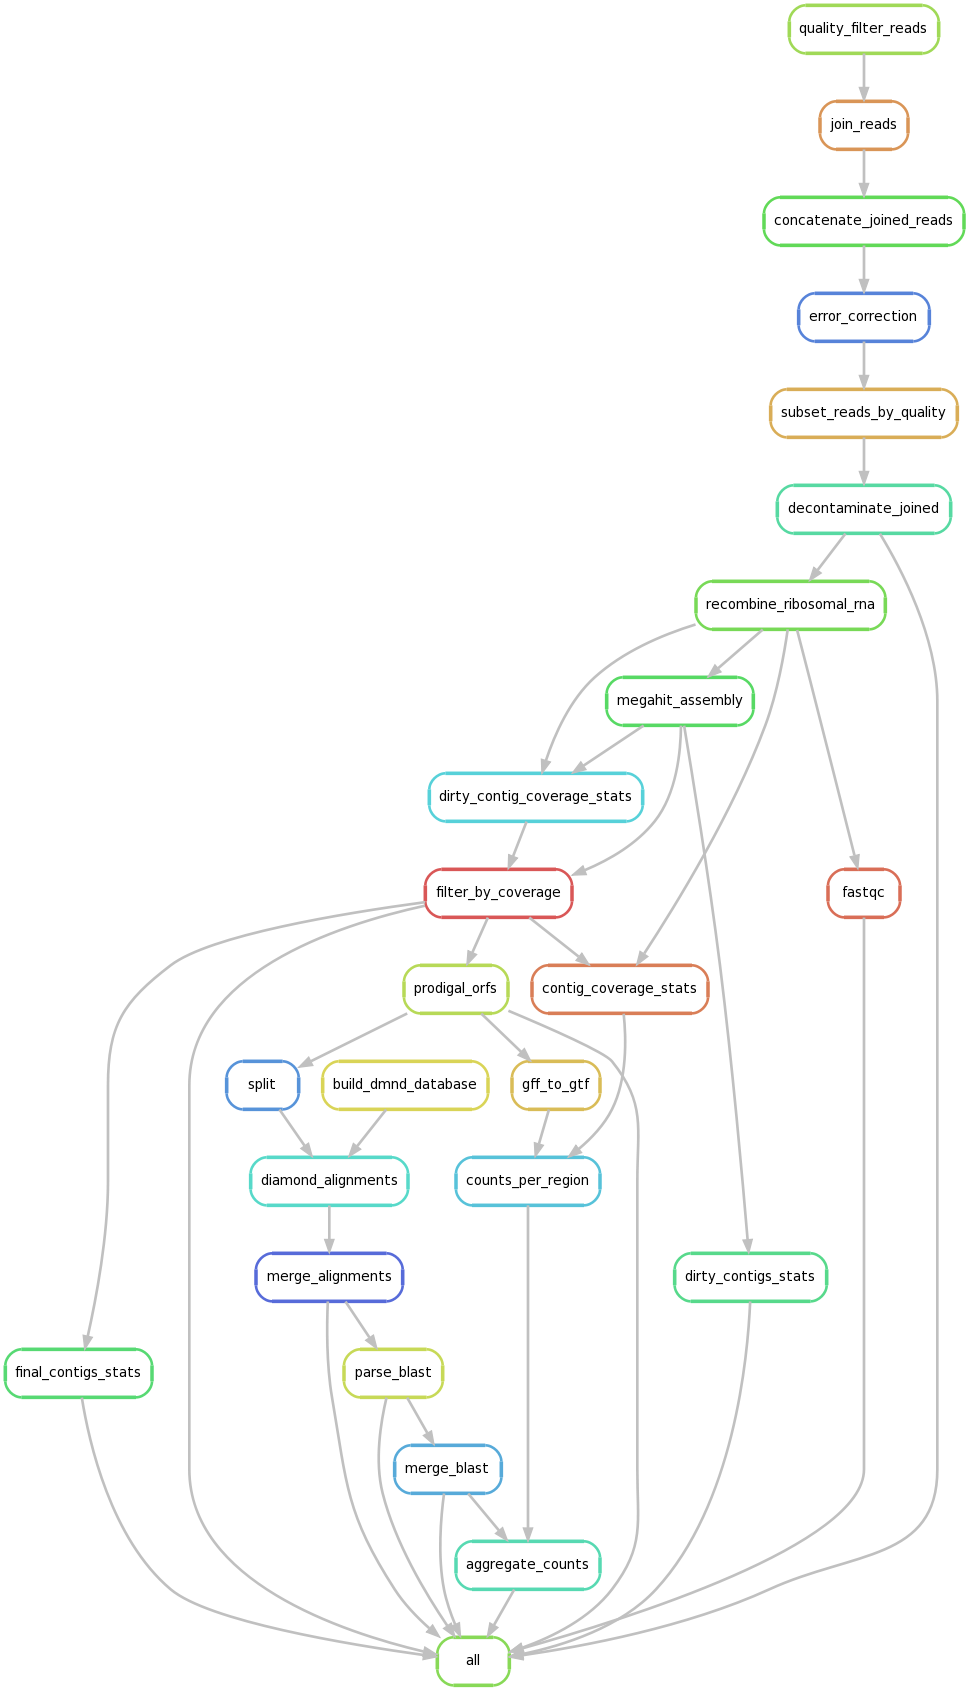 quality_filter_reads
join_reads
concatenate_joined_reads
error_correction
subset_reads_by_quality
decontaminate_joined
recombine_ribosomal_rna
megahit_assembly
dirty_contig_coverage_stats
filter_by_coverage
fastqc
prodigal_orfs
contig_coverage_stats
split
build_dmnd_database
gff_to_gtf
diamond_alignments
counts_per_region
merge_alignments
dirty_contigs_stats
final_contigs_stats
parse_blast
merge_blast
aggregate_counts
all